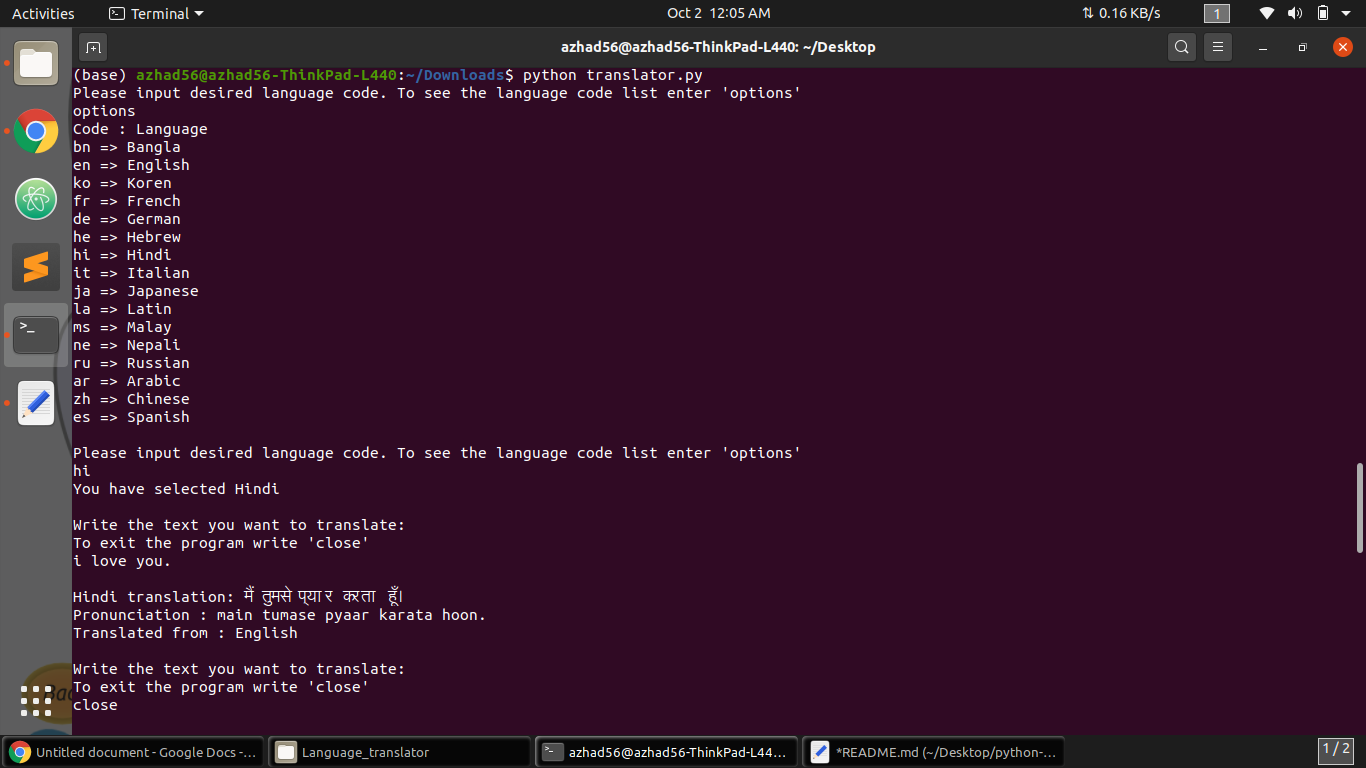 Activities
Terminal
Oct 2 12:05 AM
0.16 KB/s
1
azhad56@azhad56-ThinkPad-L440: ~/Desktop
(base) azhad56@azhad56-ThinkPad-L440:~/Downloads$ python translator.py
Please input desired language code. To see the language code list enter 'options'
options
Code : Language
bn => Bangla
en => English
ko => Koren
fr => French
de => German
he => Hebrew
hi => Hindi
it => Italian
ja => Japanese
la => Latin
ms => Malay
ne => Nepali
ru => Russian
ar => Arabic
zh => Chinese
es => Spanish
Please input desired language code. To see the language code list enter 'options'
hi
You have selected Hindi
Write the text you want to translate:
To exit the program write 'close'
i love you.
Hindi translation: मैं तुमसे प्यार करता हूँ।
Pronunciation : main tumase pyaar karata hoon.
Translated from : English
Write the text you want to translate:
To exit the program write 'close'
close
Untitled document - Google Docs -...
Language_translator
azhad56@azhad56-ThinkPad-L44...
*README.md (~/Desktop/python-...
1 / 2